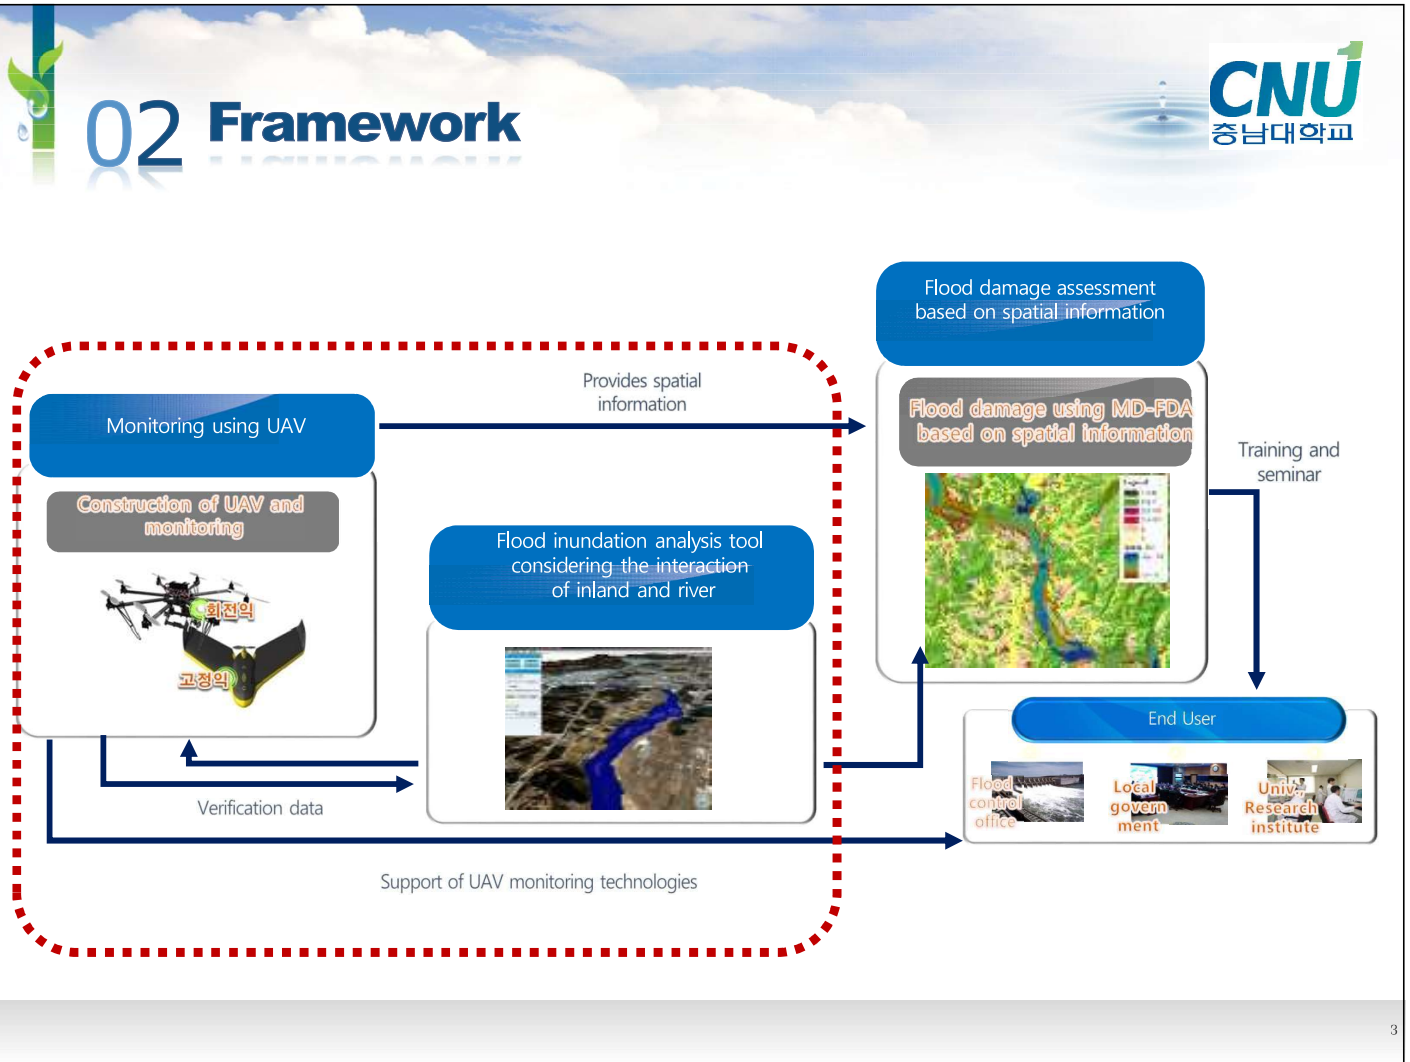 02 Framework
CNU
충남대학교
Flood damage assessment
based on spatial information
Provides spatial
information
Monitoring using UAV
Flood damage using MD-FDA
based on spatial information
Training and
seminar
Construction of UAV and
monitoring
Flood inundation analysis tool
considering the interaction
of inland and river
회전익
고정익
End User
Flood
control
office
Local
govern
ment
Univ.,
Research
institute
Verification data
Support of UAV monitoring technologies
3